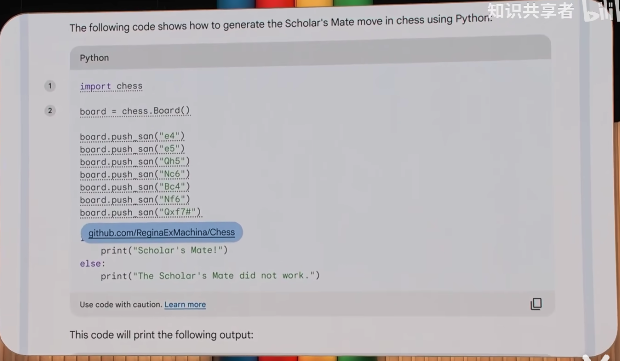 知识共享者 bili
The following code shows how to generate the Scholar's Mate move in chess using Python:
Python
1 import chess
2 board = chess.Board()
board.push_san("e4")
board.push_san("e5")
board.push_san("Qh5")
board.push_san("Nc6")
board.push_san("Bc4")
board.push_san("Nf6")
board.push_san("Qxf7#")
github.com/ReginaExMachina/Chess
print("Scholar's Mate!")
else:
print("The Scholar's Mate did not work.")
Use code with caution. Learn more
This code will print the following output: